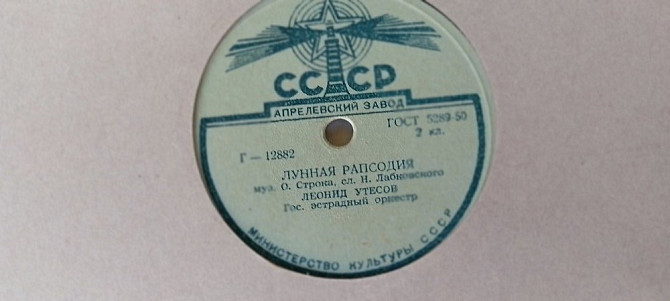 СССР
АПРЕЛЕВСКИЙ ЗАВОД
ГОСТ 5289-50
2 кл.
Г — 12882
ЛУННАЯ РАПСОДИЯ
муз. О. Строка, сл. Н. Лабковского
ЛЕОНИД УТЕСОВ
Гос. эстрадный оркестр
МИНИСТЕРСТВО КУЛЬТУРЫ СССР